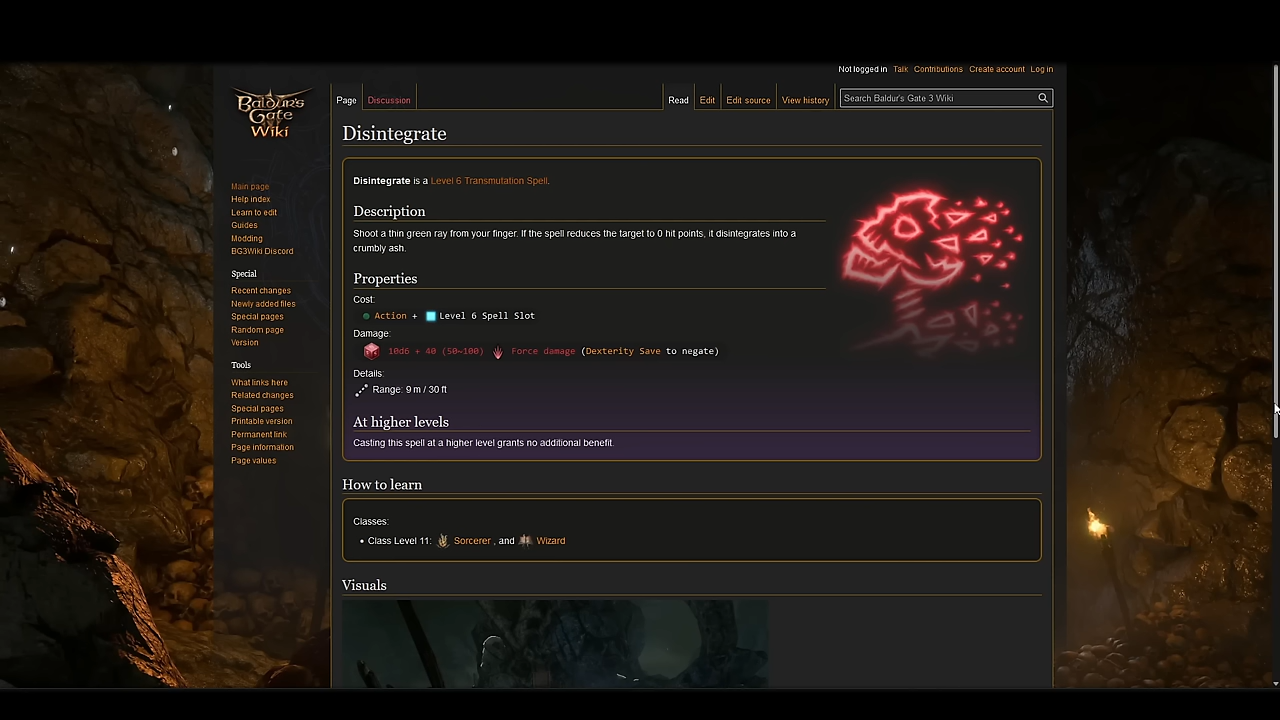 Not logged in Talk Contributions Create account Log in
Baldur's
Gate
Wiki
Page Discussion Read Edit Edit source View history Search Baldur's Gate 3 Wiki
Disintegrate
Main page
Help index
Learn to edit
Guides
Modding
BG3Wiki Discord
Special
Recent changes
Newly added files
Special pages
Random page
Version
Tools
What links here
Related changes
Special pages
Printable version
Permanent link
Page information
Page values
Disintegrate is a Level 6 Transmutation Spell.
Description
Shoot a thin green ray from your finger. If the spell reduces the target to 0 hit points, it disintegrates into a
crumbly ash.
Properties
Cost:
Action + Level 6 Spell Slot
Damage:
10d6 + 40 (50~100) Force damage (Dexterity Save to negate)
Details:
Range: 9 m / 30 ft
At higher levels
Casting this spell at a higher level grants no additional benefit.
How to learn
Classes:
• Class Level 11: Sorcerer , and Wizard
Visuals